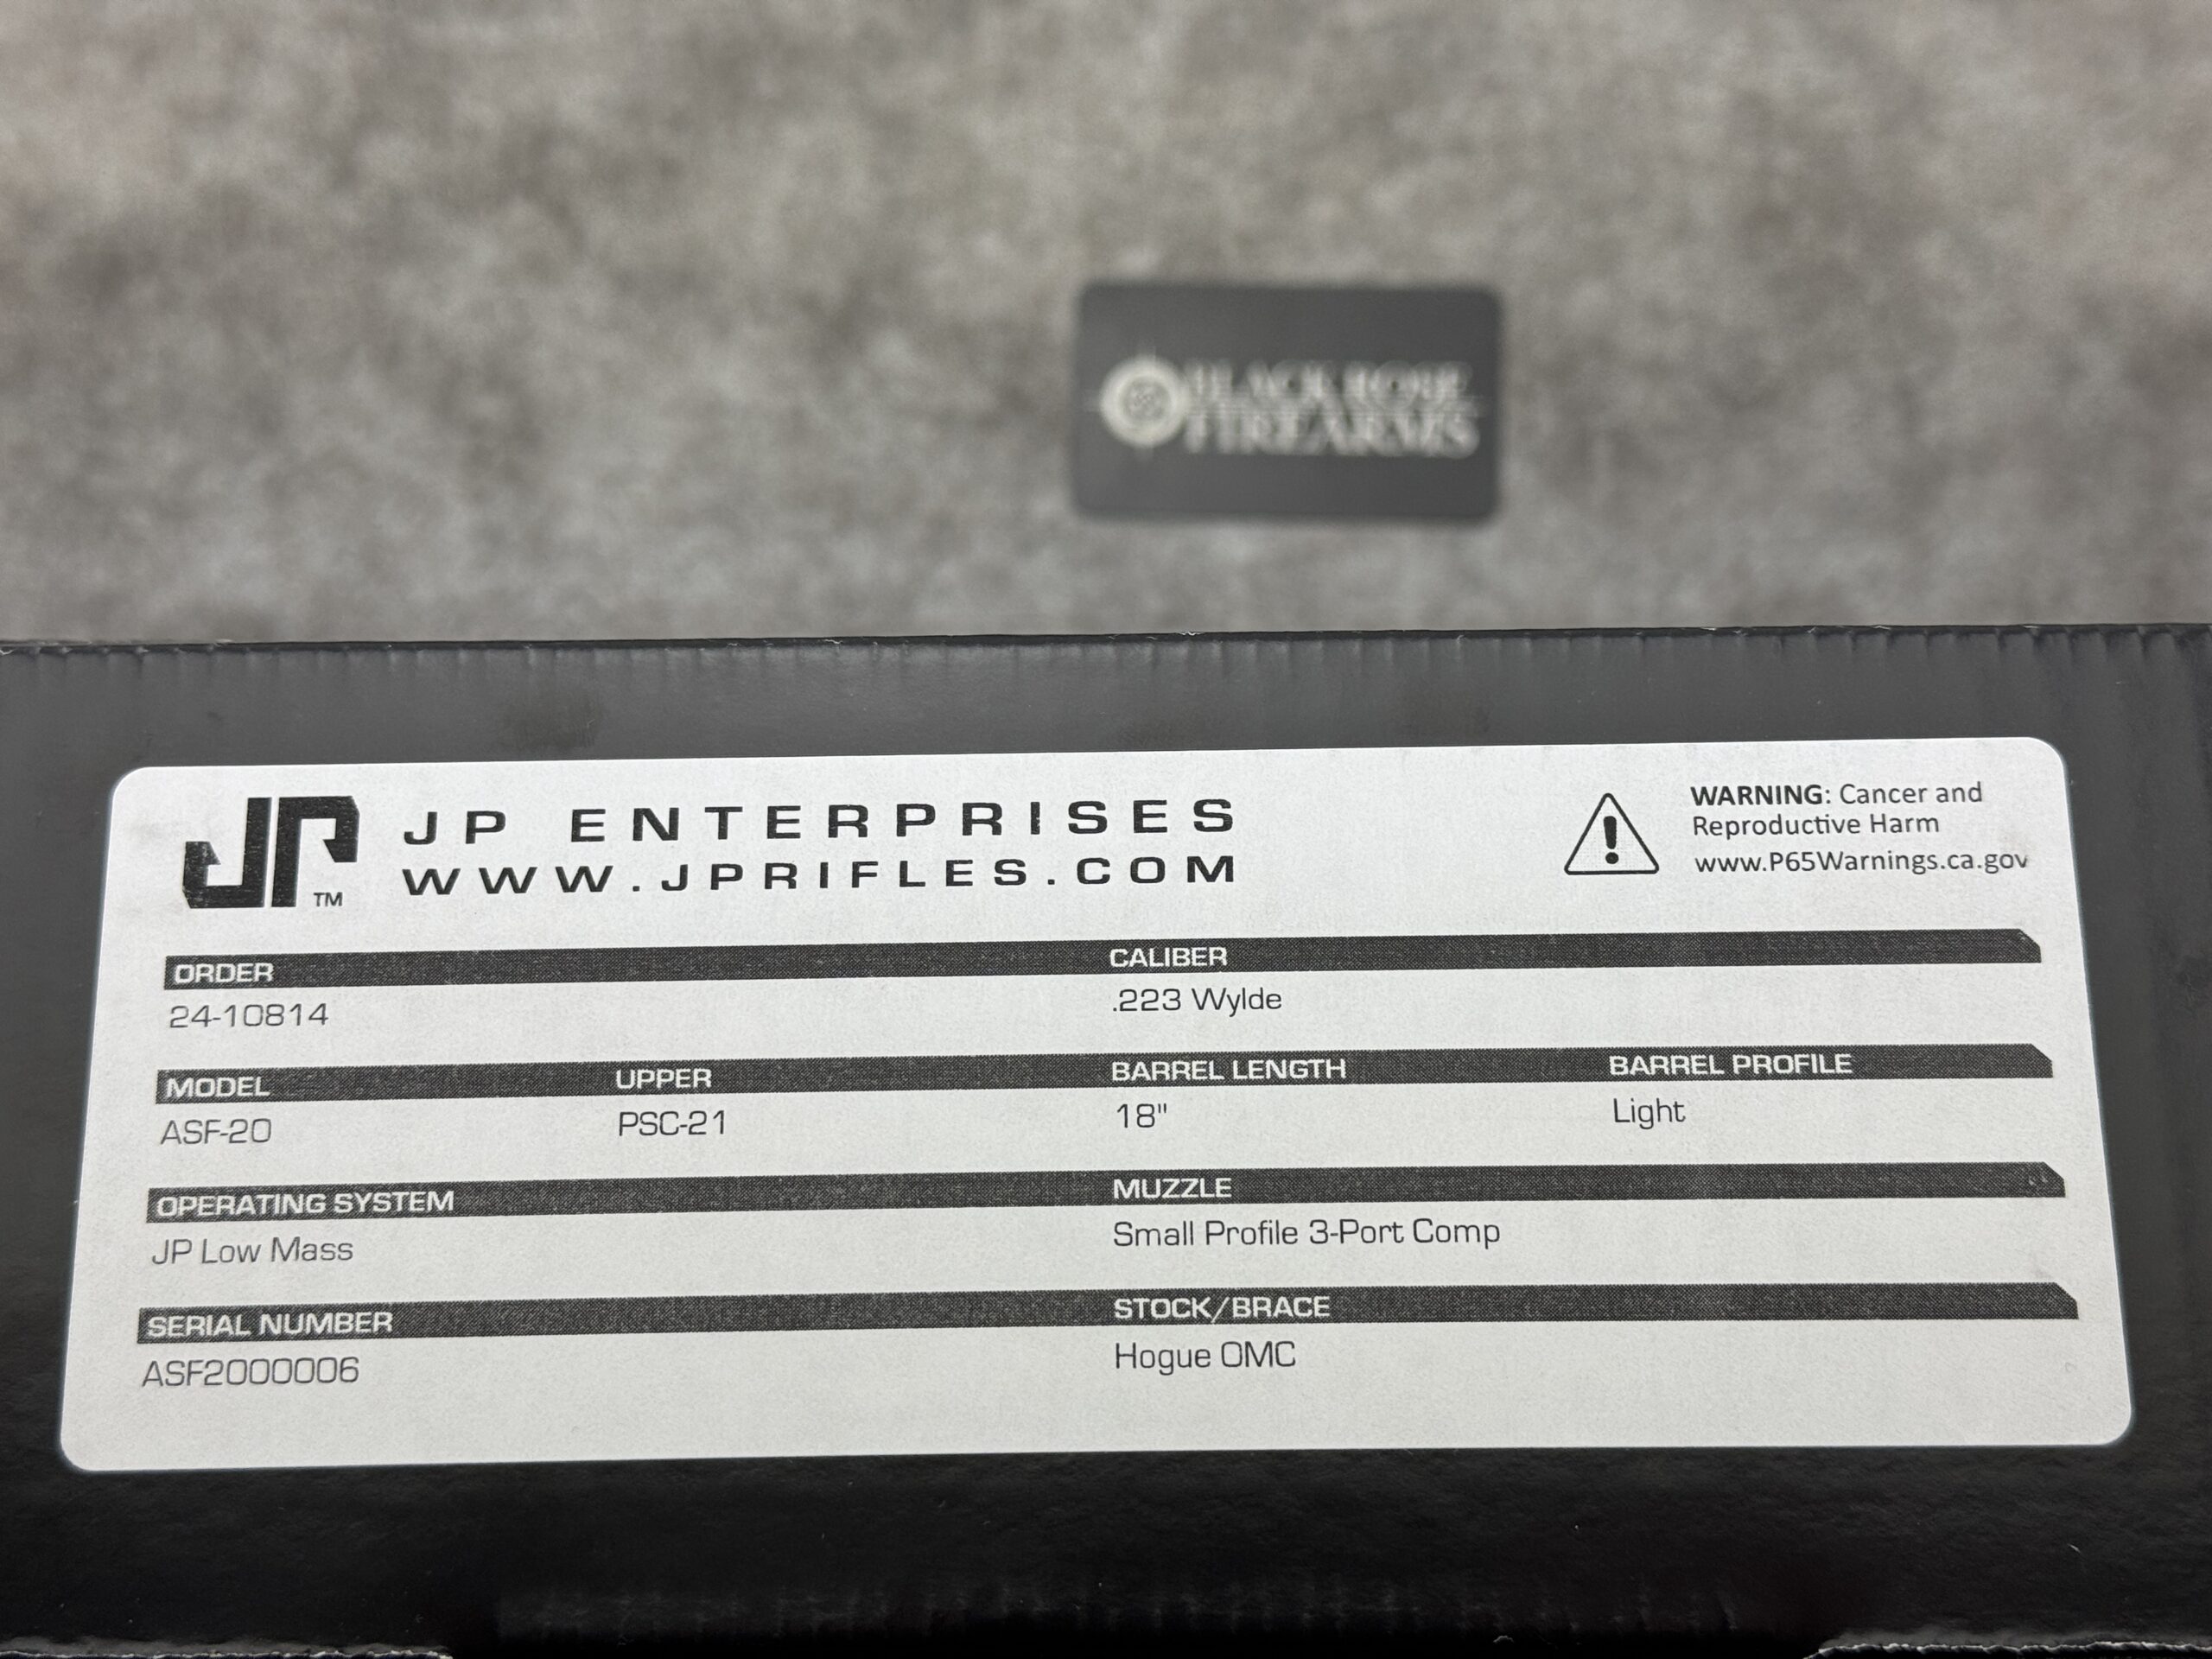 BLACK ROSE
FIREARMS
JP
TM
JP ENTERPRISES
WWW.JPRIFLES.COM
WARNING: Cancer and
Reproductive Harm
www.P65Warnings.ca.gov
ORDER CALIBER
24-10814 .223 Wylde
MODEL UPPER BARREL LENGTH BARREL PROFILE
ASF-20 PSC-21 18" Light
OPERATING SYSTEM MUZZLE
JP Low Mass Small Profile 3-Port Comp
SERIAL NUMBER STOCK/BRACE
ASF2000006 Hogue OMC